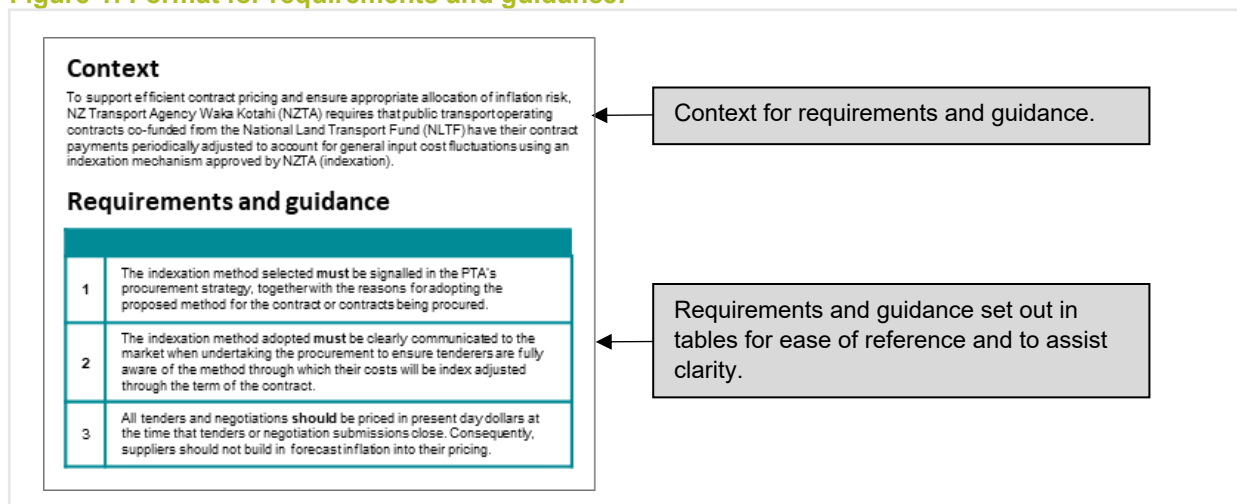 Figure 1: Format for requirements and guidance.
Context
To support efficient contract pricing and ensure appropriate allocation of inflation risk,
NZ Transport Agency Waka Kotahi (NZTA) requires that public transport operating
contracts co-funded from the National Land Transport Fund (NLTF) have their contract
payments periodically adjusted to account for general input cost fluctuations using an
indexation mechanism approved by NZTA (indexation).
Context for requirements and guidance.
Requirements and guidance
1 The indexation method selected must be signalled in the PTA's
procurement strategy, together with the reasons for adopting the
proposed method for the contract or contracts being procured.
2 The indexation method adopted must be clearly communicated to the
market when undertaking the procurement to ensure tenderers are fully
aware of the method through which their costs will be index adjusted
through the term of the contract.
3 All tenders and negotiations should be priced in present day dollars at
the time that tenders or negotiation submissions close. Consequently,
suppliers should not build in forecast inflation into their pricing.
Requirements and guidance set out in
tables for ease of reference and to assist
clarity.